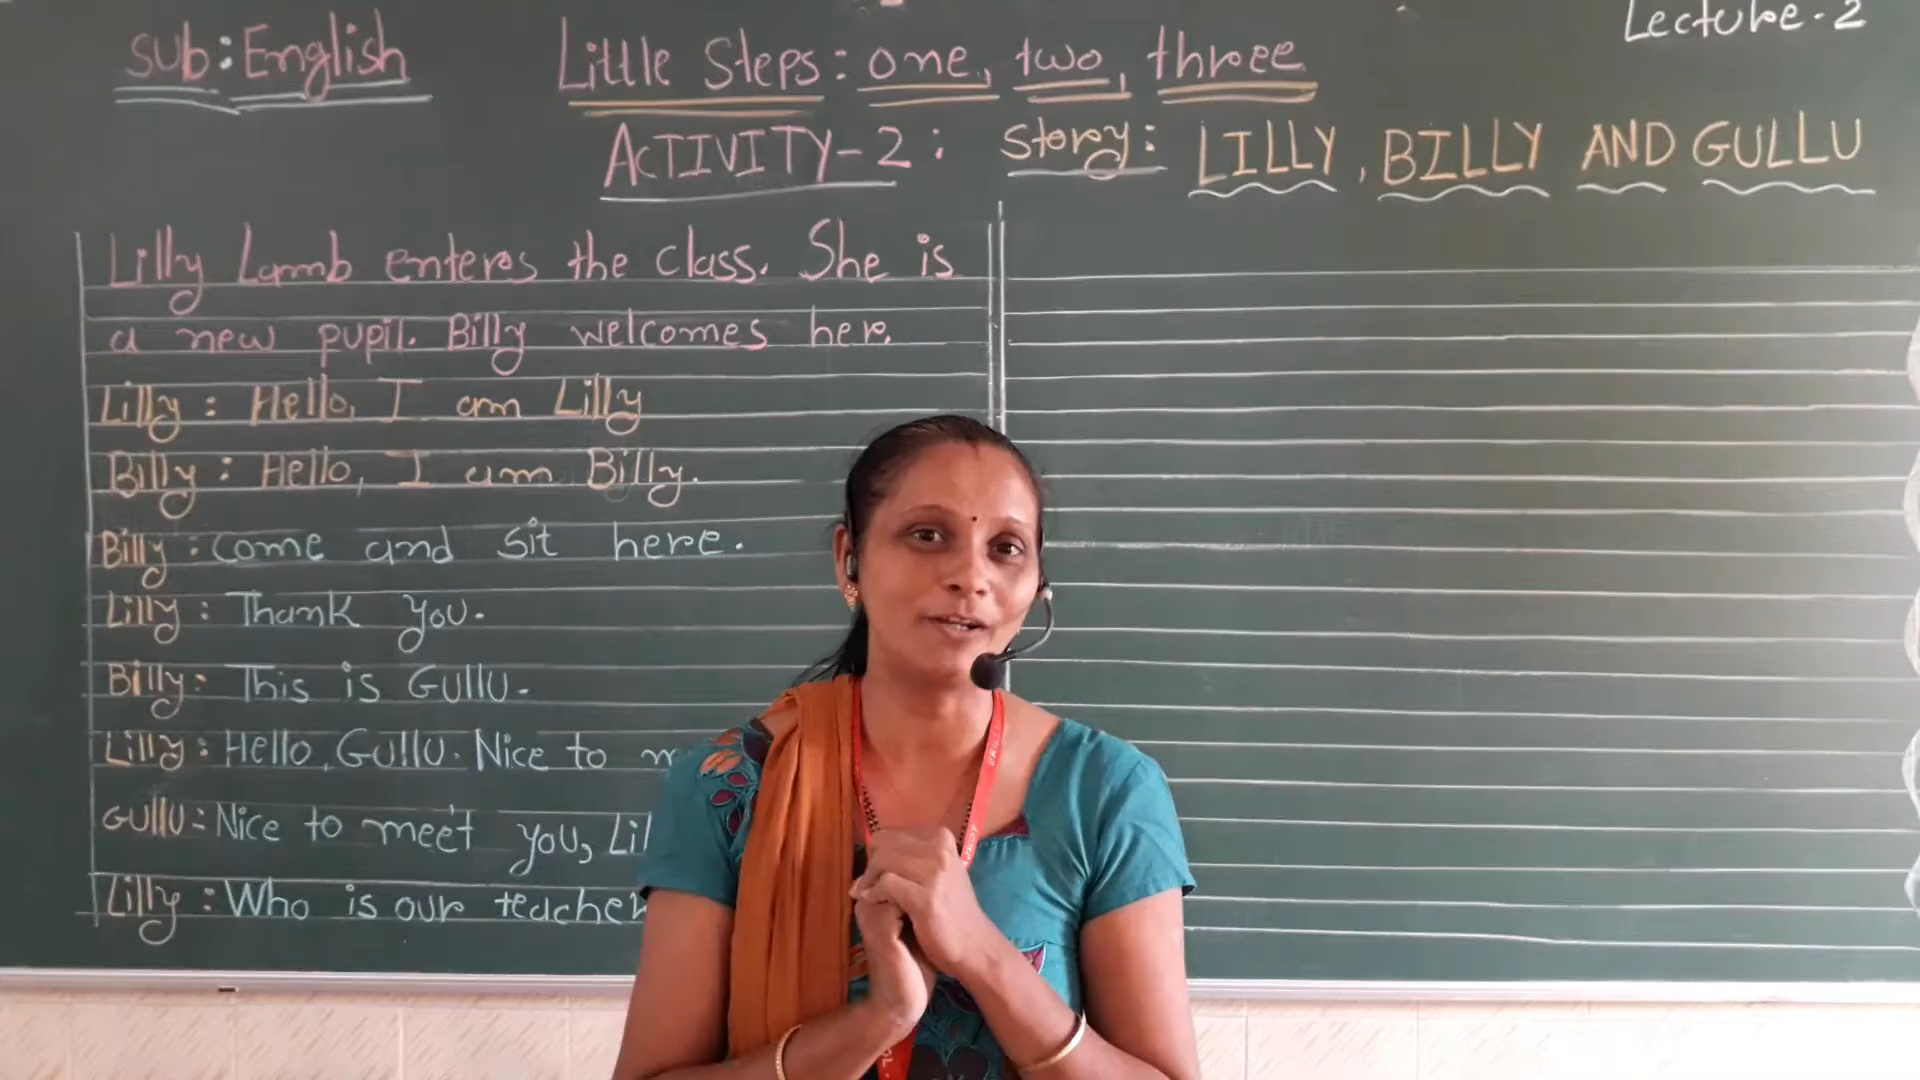 Lecture-2
Sub: English
Little Steps: one, two, three
ACTIVITY-2: Story: LILLY, BILLY AND GULLU
Lilly Lamb enters the class. She is
a new pupil. Billy welcomes her.
Lilly: Hello, I am Lilly
Billy: Hello, I am Billy.
Billy: Come and sit here.
Lilly: Thank you.
Billy: This is Gullu.
Lilly: Hello, Gullu. Nice to
Gullu: Nice to meet you,
Lilly: Who is our teacher